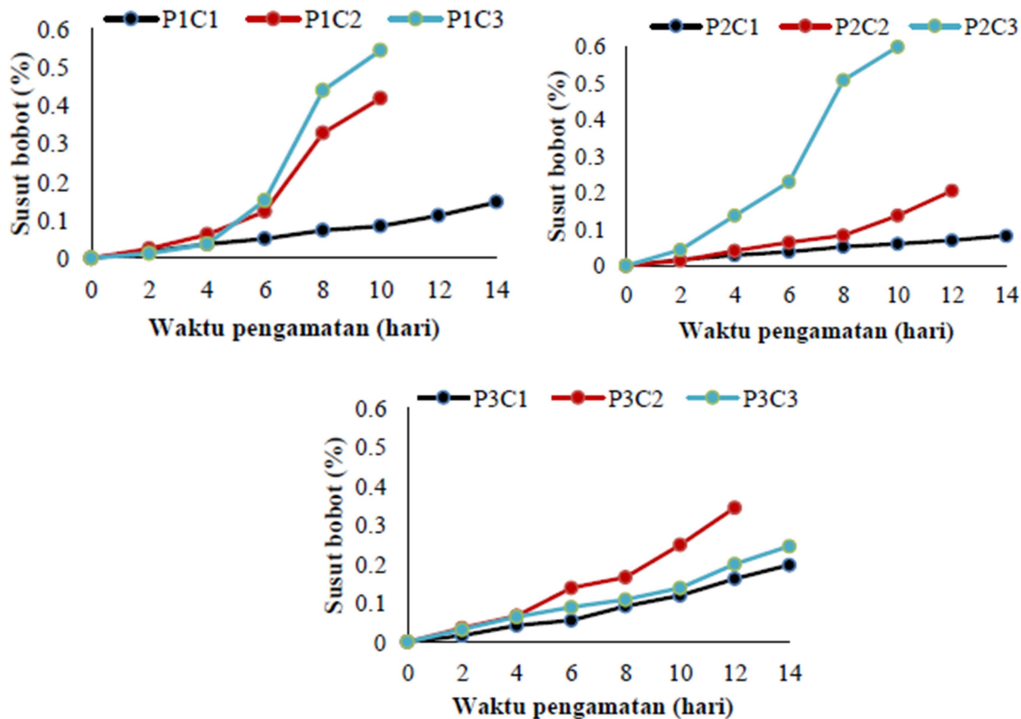 P1C1 P1C2 P1C3
0.6
0.5
0.4
0.3
0.2
0.1
0
Susut bobot (%)
0 2 4 6 8 10 12 14
Waktu pengamatan (hari)
P2C1 P2C2 P2C3
0.6
0.5
0.4
0.3
0.2
0.1
0
Susut bobot (%)
0 2 4 6 8 10 12 14
Waktu pengamatan (hari)
P3C1 P3C2 P3C3
0.6
0.5
0.4
0.3
0.2
0.1
0
Susut bobot (%)
0 2 4 6 8 10 12 14
Waktu pengamatan (hari)